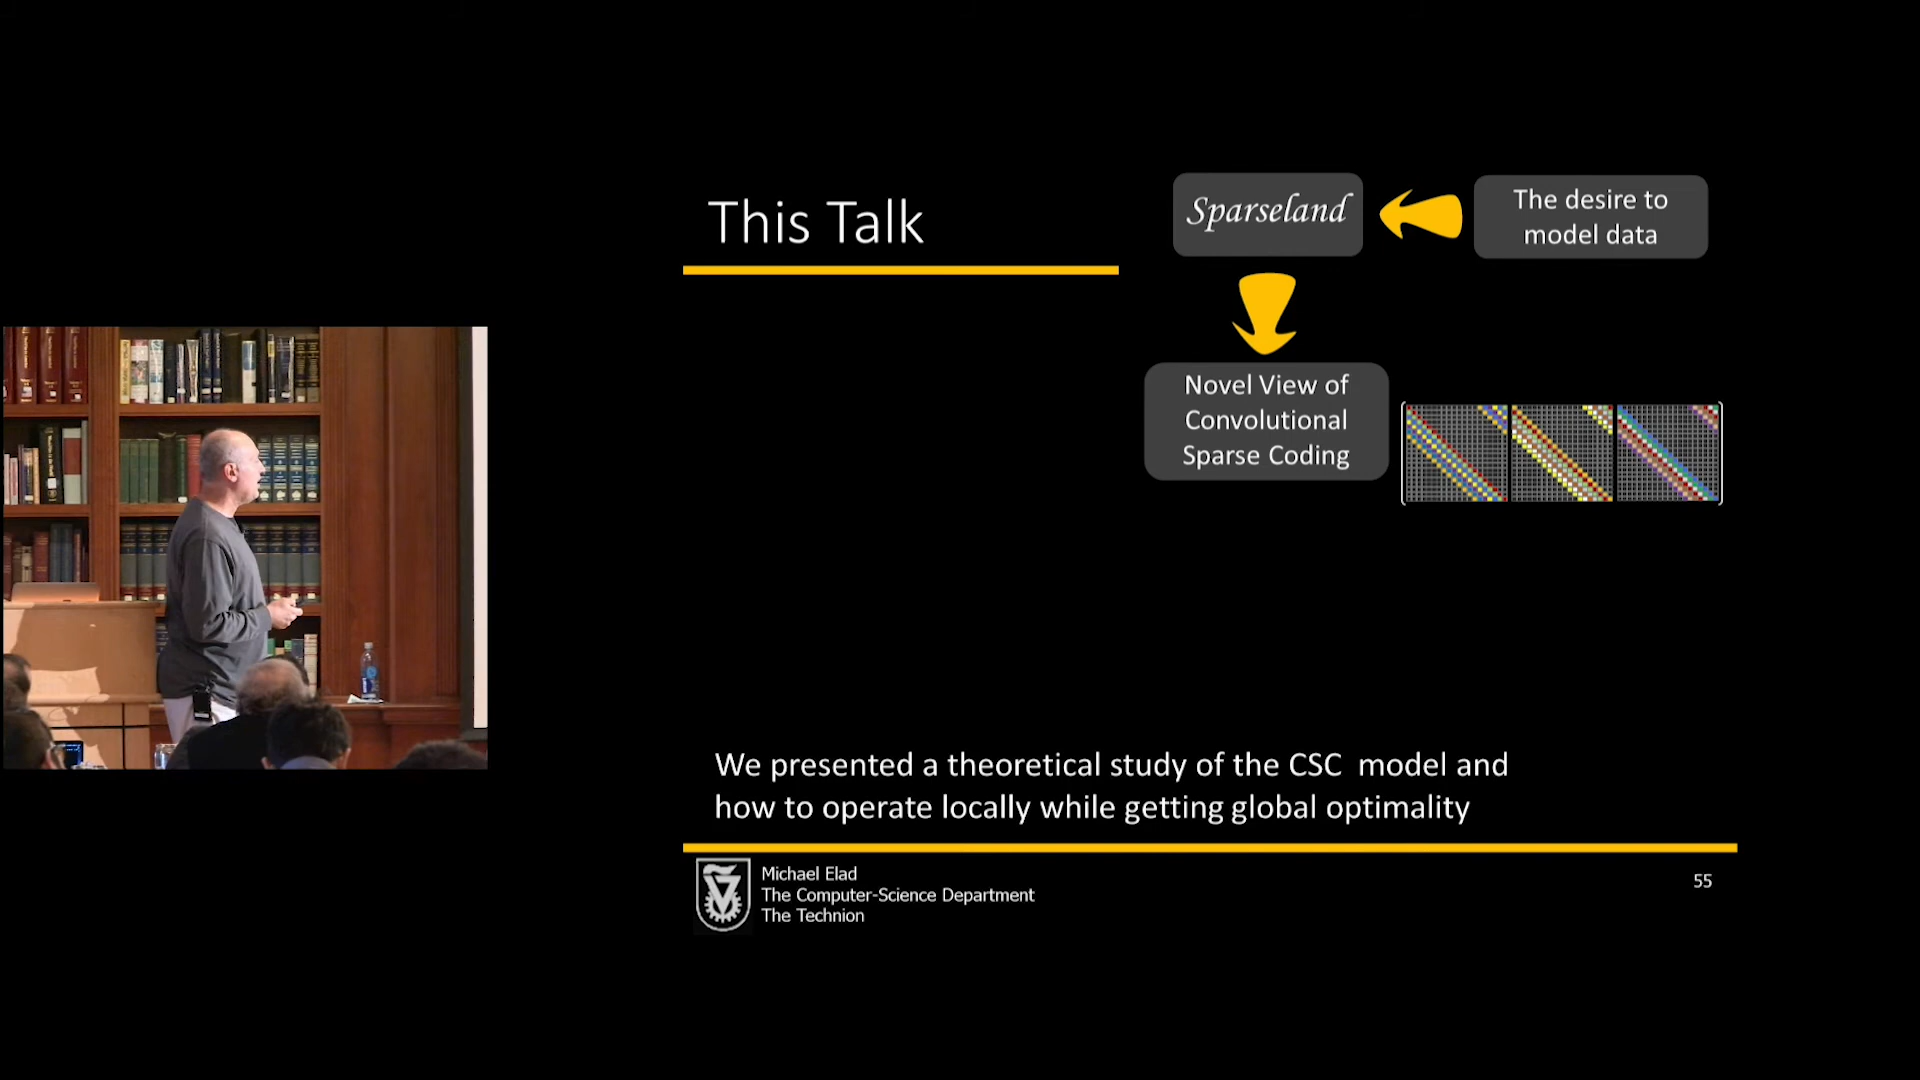 This Talk
Sparseland
The desire to
model data
Novel View of
Convolutional
Sparse Coding
We presented a theoretical study of the CSC model and
how to operate locally while getting global optimality
Michael Elad
The Computer-Science Department
The Technion
55